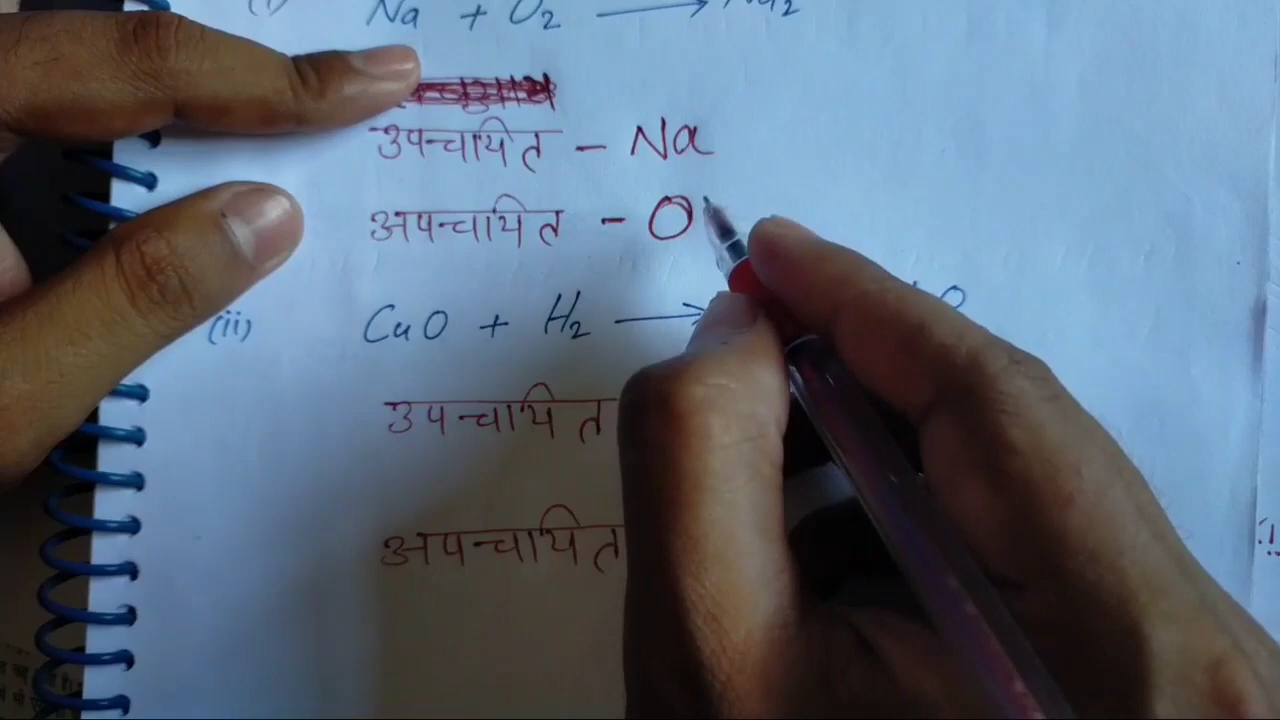 Na + O₂ ⟶
उपचायित – Na
अपचायित – O
(ii) CuO + H₂ ⟶
उपचायित
अपचायित